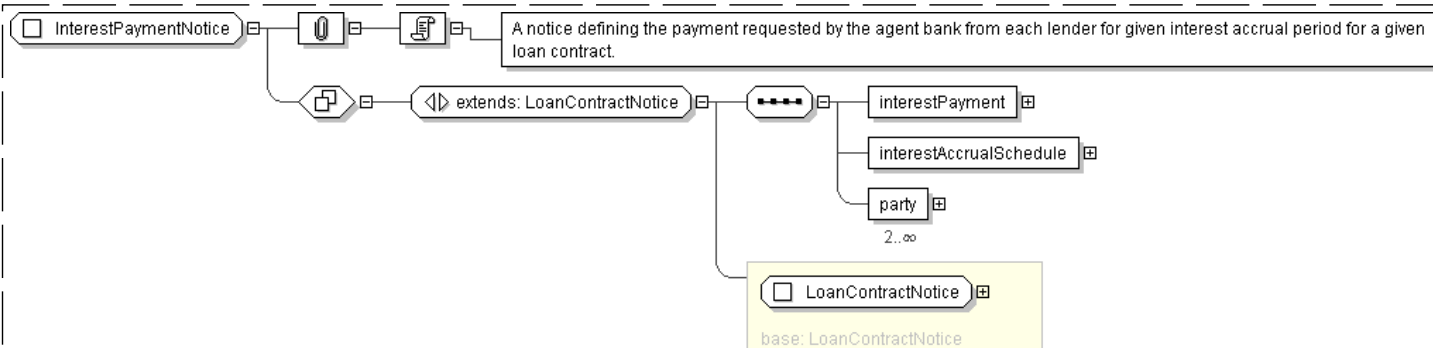 InterestPaymentNotice
A notice defining the payment requested by the agent bank from each lender for given interest accrual period for a given
loan contract.
extends: LoanContractNotice
interestPayment
interestAccrualSchedule
party
2..∞
LoanContractNotice
base: LoanContractNotice